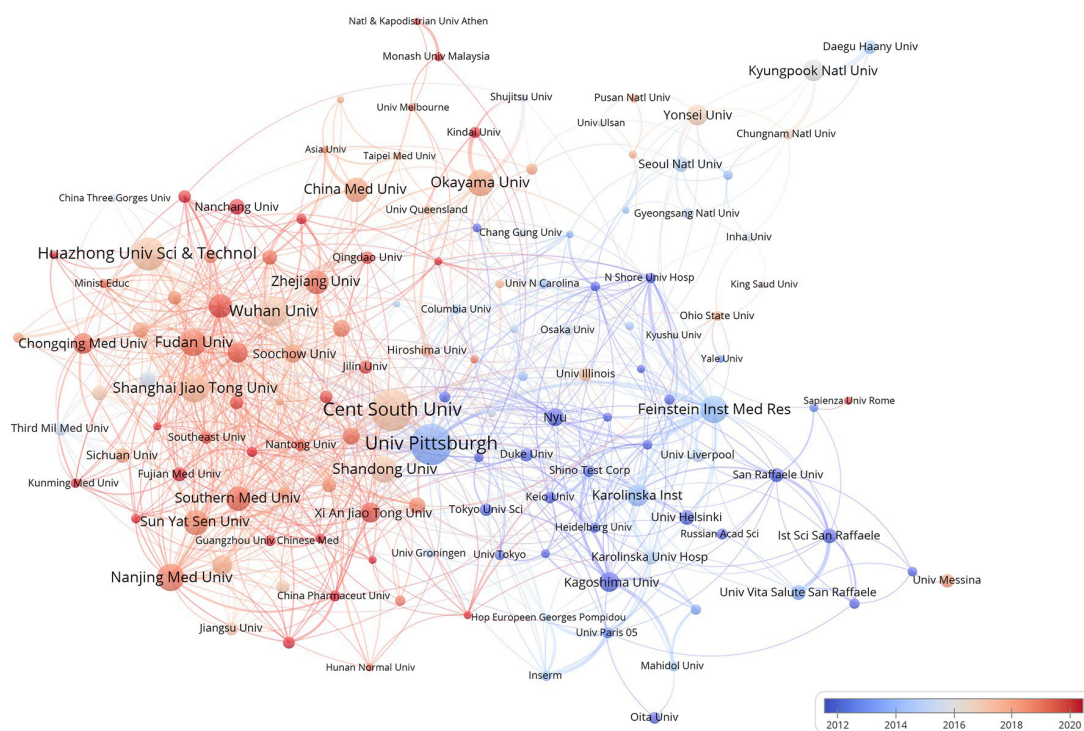 Natl & Kapodistrian Univ Athen
Daegu Haany Univ
Monash Univ Malaysia
Kyungpook Natl Univ
Shujitsu Univ
Pusan Natl Univ
Univ Melbourne
Yonsei Univ
Univ Ulsan
Kindai Univ
Chungnam Natl Univ
Asia Univ
Taipei Med Univ
Seoul Natl Univ
China Med Univ
Okayama Univ
China Three Gorges Univ
Nanchang Univ
Univ Queensland
Gyeongsang Natl Univ
Chang Gung Univ
Inha Univ
Huazhong Univ Sci & Technol
Qingdao Univ
Minist Educ
Zhejiang Univ
Univ N Carolina
N Shore Univ Hosp
King Saud Univ
Wuhan Univ
Columbia Univ
Ohio State Univ
Osaka Univ
Kyushu Univ
Chongqing Med Univ
Fudan Univ
Soochow Univ
Hiroshima Univ
Yale Univ
Jilin Univ
Univ Illinois
Shanghai Jiao Tong Univ
Sapienza Univ Rome
Cent South Univ
Nyu
Feinstein Inst Med Res
Third Mil Med Univ
Southeast Univ
Nantong Univ
Univ Pittsburgh
Sichuan Univ
Duke Univ
Univ Liverpool
Shandong Univ
Shino Test Corp
Fujian Med Univ
San Raffaele Univ
Kunming Med Univ
Southern Med Univ
Keio Univ
Karolinska Inst
Tokyo Univ Sci
Xi An Jiao Tong Univ
Univ Helsinki
Sun Yat Sen Univ
Heidelberg Univ
Russian Acad Sci
Ist Sci San Raffaele
Guangzhou Univ Chinese Med
Univ Groningen
Univ Tokyo
Karolinska Univ Hosp
Nanjing Med Univ
Kagoshima Univ
Univ Messina
Univ Vita Salute San Raffaele
China Pharmaceut Univ
Hop Europeen Georges Pompidou
Jiangsu Univ
Univ Paris 05
Hunan Normal Univ
Mahidol Univ
Inserm
Oita Univ
2012 2014 2016 2018 2020